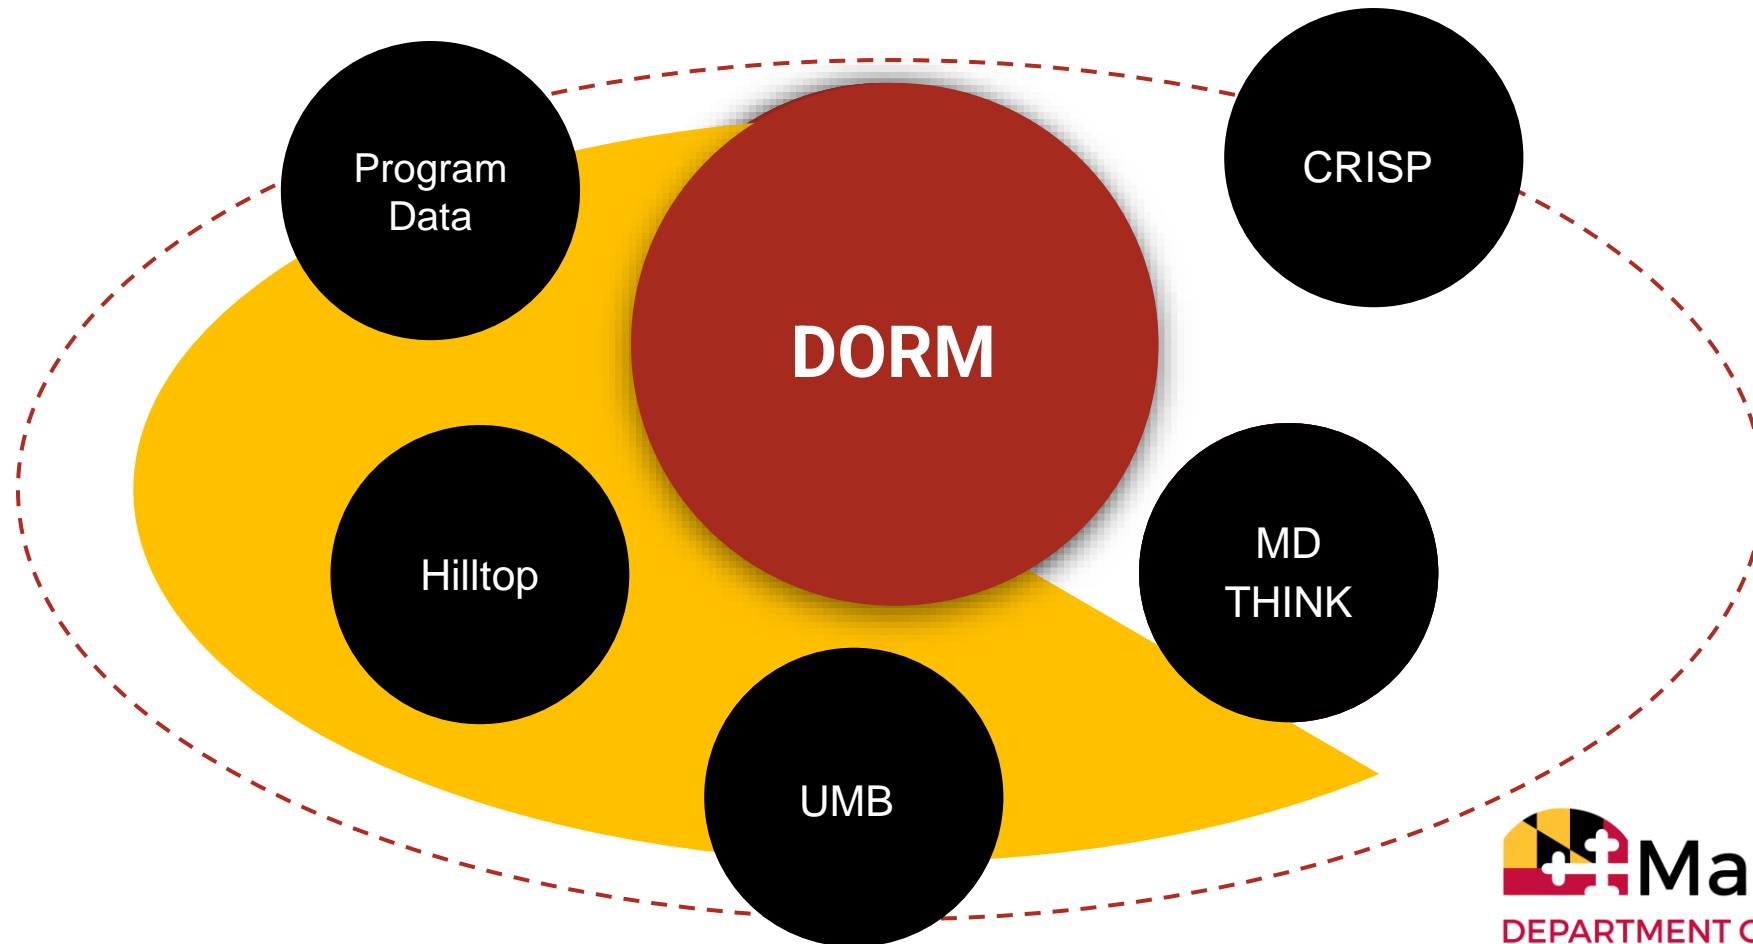 Program
Data
CRISP
DORM
Hilltop
MD
THINK
UMB
Ma
DEPARTMENT